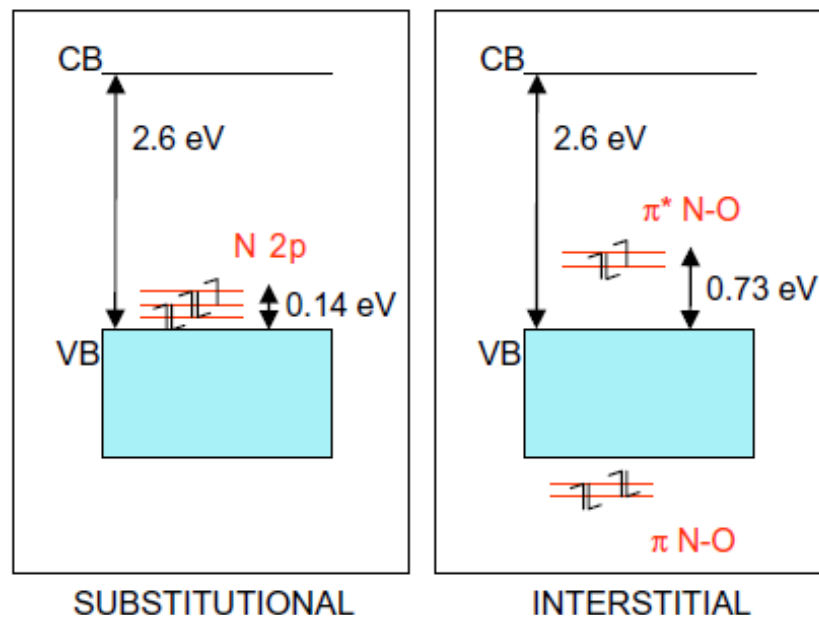 CB
2.6 eV
N 2p
0.14 eV
VB
SUBSTITUTIONAL
CB
2.6 eV
π* N-O
0.73 eV
VB
π N-O
INTERSTITIAL